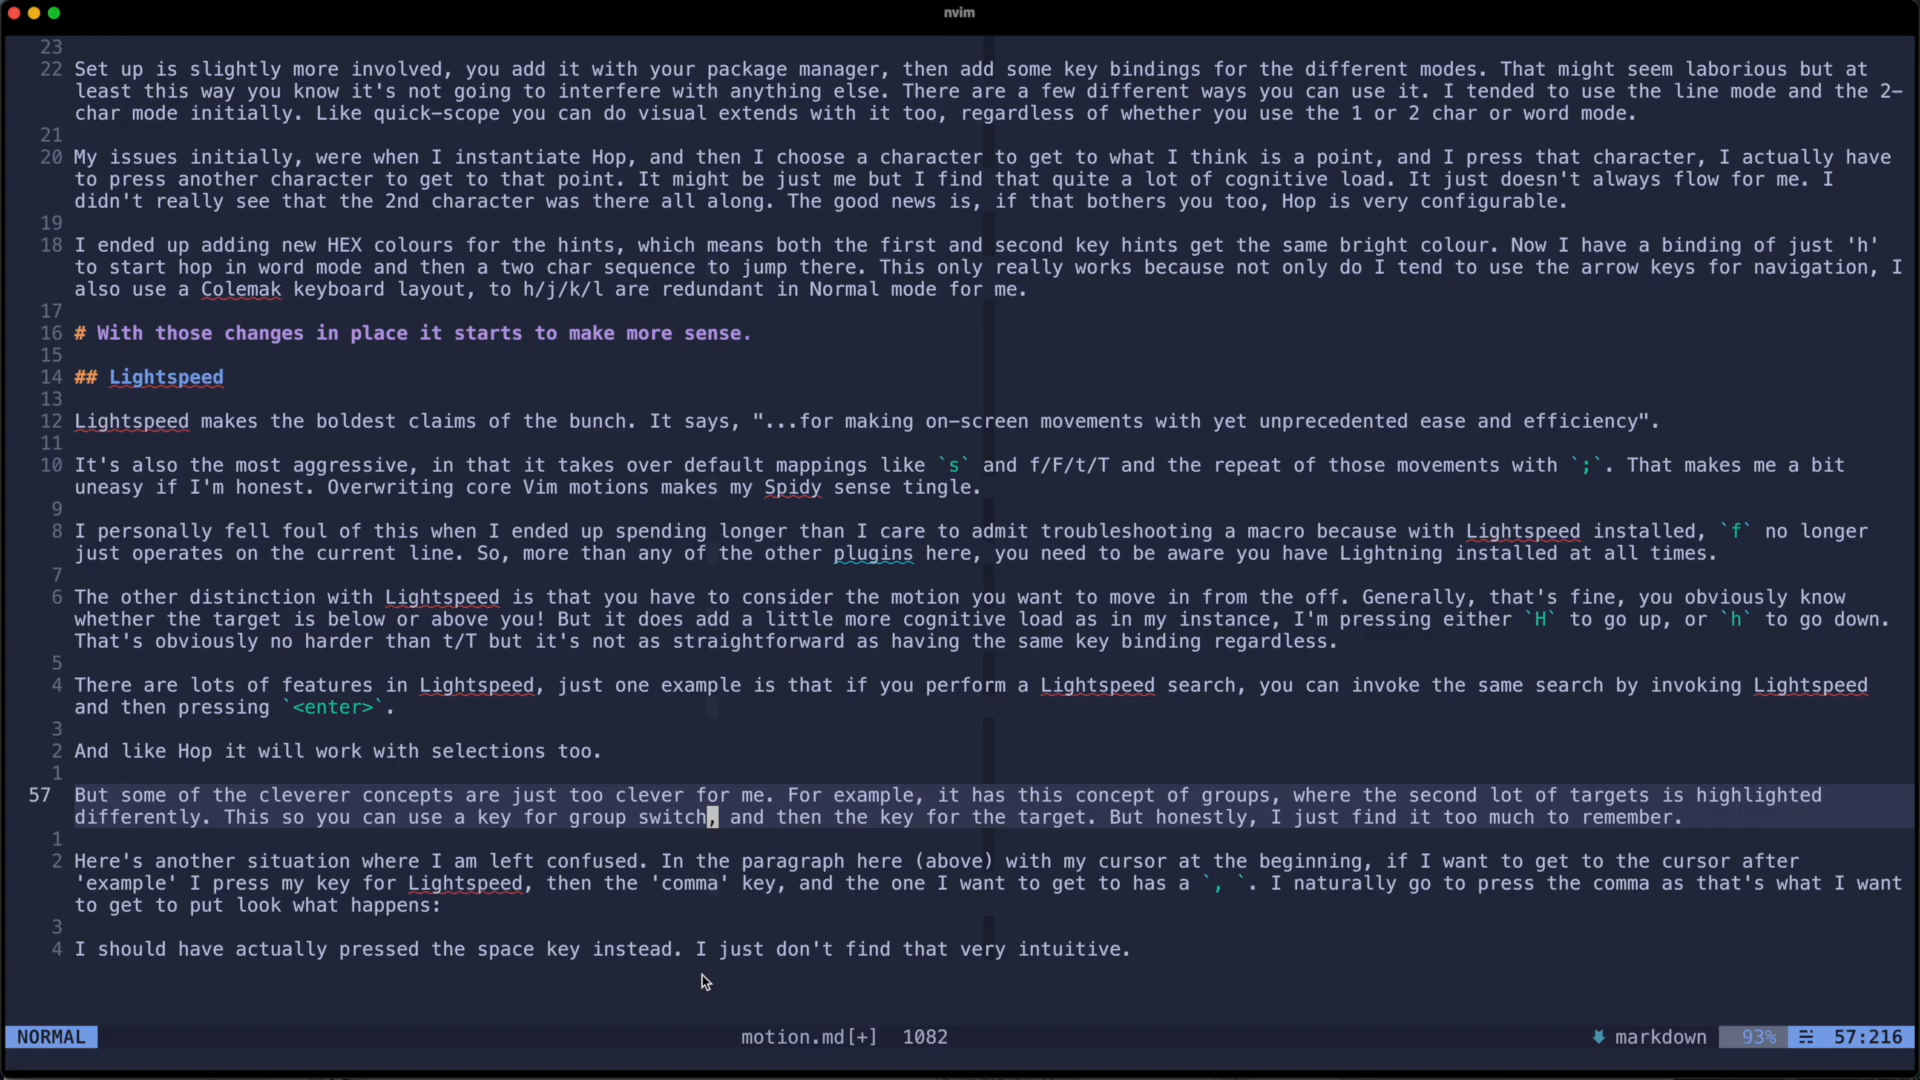 nvim
23
22 Set up is slightly more involved, you add it with your package manager, then add some key bindings for the different modes. That might seem laborious but at
least this way you know it's not going to interfere with anything else. There are a few different ways you can use it. I tended to use the line mode and the 2-
char mode initially. Like quick-scope you can do visual extends with it too, regardless of whether you use the 1 or 2 char or word mode.
21
20 My issues initially, were when I instantiate Hop, and then I choose a character to get to what I think is a point, and I press that character, I actually have
to press another character to get to that point. It might be just me but I find that quite a lot of cognitive load. It just doesn't always flow for me. I
didn't really see that the 2nd character was there all along. The good news is, if that bothers you too, Hop is very configurable.
19
18 I ended up adding new HEX colours for the hints, which means both the first and second key hints get the same bright colour. Now I have a binding of just 'h'
to start hop in word mode and then a two char sequence to jump there. This only really works because not only do I tend to use the arrow keys for navigation, I
also use a Colemak keyboard layout, to h/j/k/l are redundant in Normal mode for me.
17
16 # With those changes in place it starts to make more sense.
15
14 ## Lightspeed
13
12 Lightspeed makes the boldest claims of the bunch. It says, "...for making on-screen movements with yet unprecedented ease and efficiency".
11
10 It's also the most aggressive, in that it takes over default mappings like `s` and f/F/t/T and the repeat of those movements with `;`. That makes me a bit
uneasy if I'm honest. Overwriting core Vim motions makes my Spidy sense tingle.
9
8 I personally fell foul of this when I ended up spending longer than I care to admit troubleshooting a macro because with Lightspeed installed, `f` no longer
just operates on the current line. So, more than any of the other plugins here, you need to be aware you have Lightning installed at all times.
7
6 The other distinction with Lightspeed is that you have to consider the motion you want to move in from the off. Generally, that's fine, you obviously know
whether the target is below or above you! But it does add a little more cognitive load as in my instance, I'm pressing either `H` to go up, or `h` to go down.
That's obviously no harder than t/T but it's not as straightforward as having the same key binding regardless.
5
4 There are lots of features in Lightspeed, just one example is that if you perform a Lightspeed search, you can invoke the same search by invoking Lightspeed
and then pressing `<enter>`.
3
2 And like Hop it will work with selections too.
1
57 But some of the cleverer concepts are just too clever for me. For example, it has this concept of groups, where the second lot of targets is highlighted
differently. This so you can use a key for group switch, and then the key for the target. But honestly, I just find it too much to remember.
1
2 Here's another situation where I am left confused. In the paragraph here (above) with my cursor at the beginning, if I want to get to the cursor after
'example' I press my key for Lightspeed, then the 'comma' key, and the one I want to get to has a `, `. I naturally go to press the comma as that's what I want
to get to put look what happens:
3
4 I should have actually pressed the space key instead. I just don't find that very intuitive.
NORMAL motion.md[+] 1082 markdown 93% 57:216